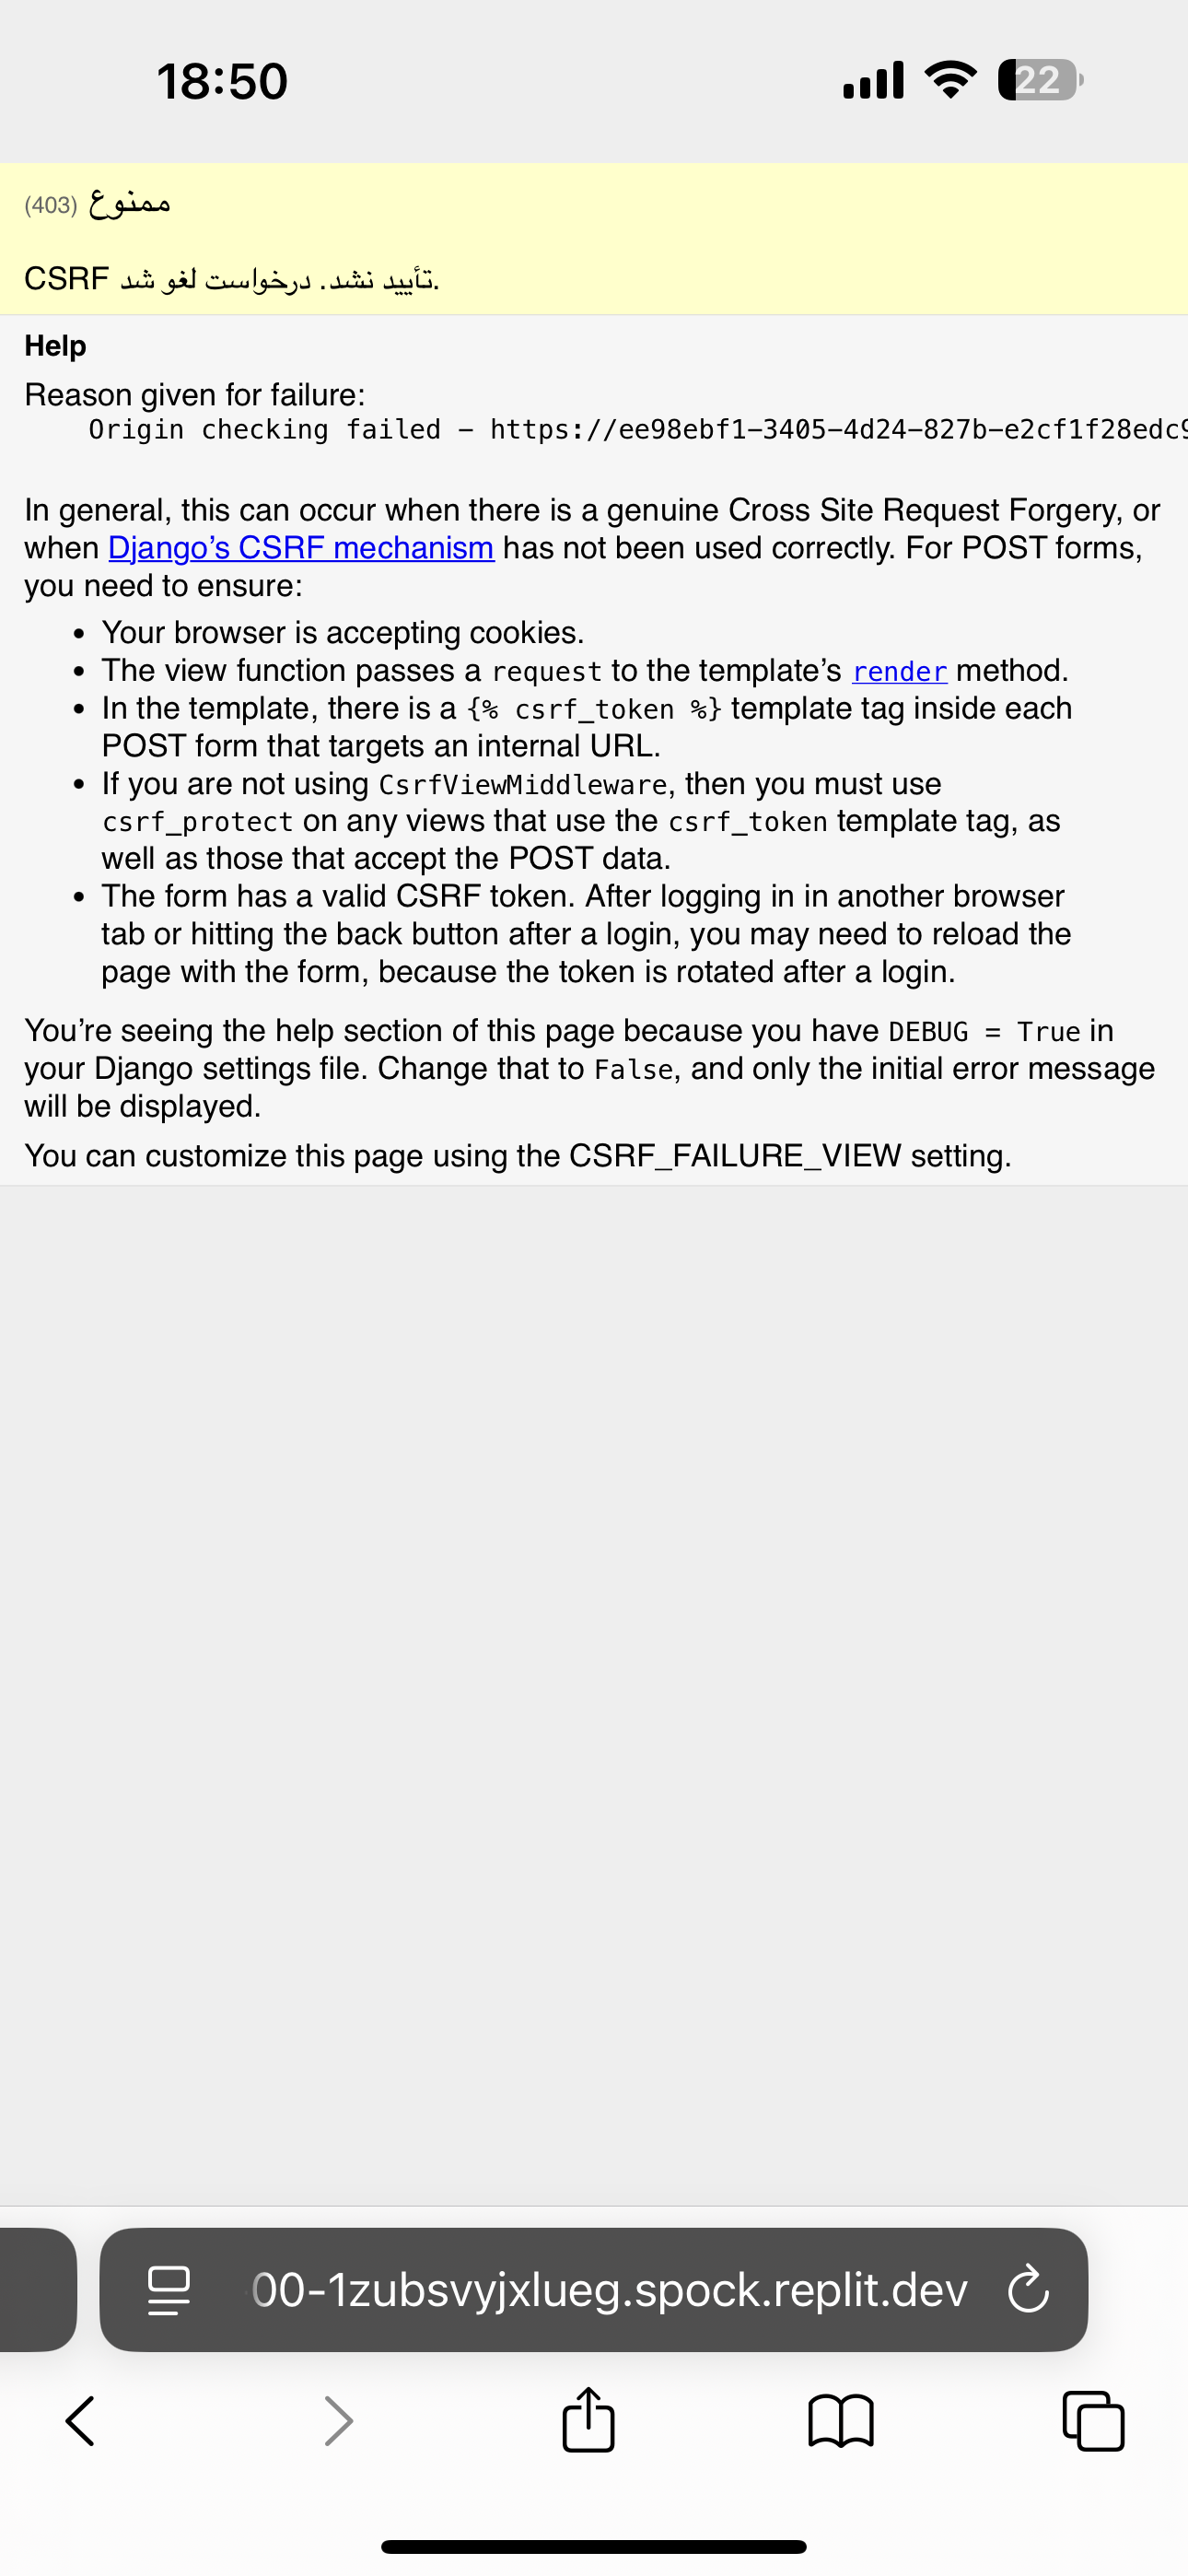 18:50
22
ممنوع (403)
CSRF تأیید نشد. درخواست لغو شد.
Help
Reason given for failure:
Origin checking failed - https://ee98ebf1-3405-4d24-827b-e2cf1f28edc9
In general, this can occur when there is a genuine Cross Site Request Forgery, or
when Django’s CSRF mechanism has not been used correctly. For POST forms,
you need to ensure:
• Your browser is accepting cookies.
• The view function passes a request to the template’s render method.
• In the template, there is a {% csrf_token %} template tag inside each
POST form that targets an internal URL.
• If you are not using CsrfViewMiddleware, then you must use
csrf_protect on any views that use the csrf_token template tag, as
well as those that accept the POST data.
• The form has a valid CSRF token. After logging in in another browser
tab or hitting the back button after a login, you may need to reload the
page with the form, because the token is rotated after a login.
You’re seeing the help section of this page because you have DEBUG = True in
your Django settings file. Change that to False, and only the initial error message
will be displayed.
You can customize this page using the CSRF_FAILURE_VIEW setting.
00-1zubsvyjxlueg.spock.replit.dev